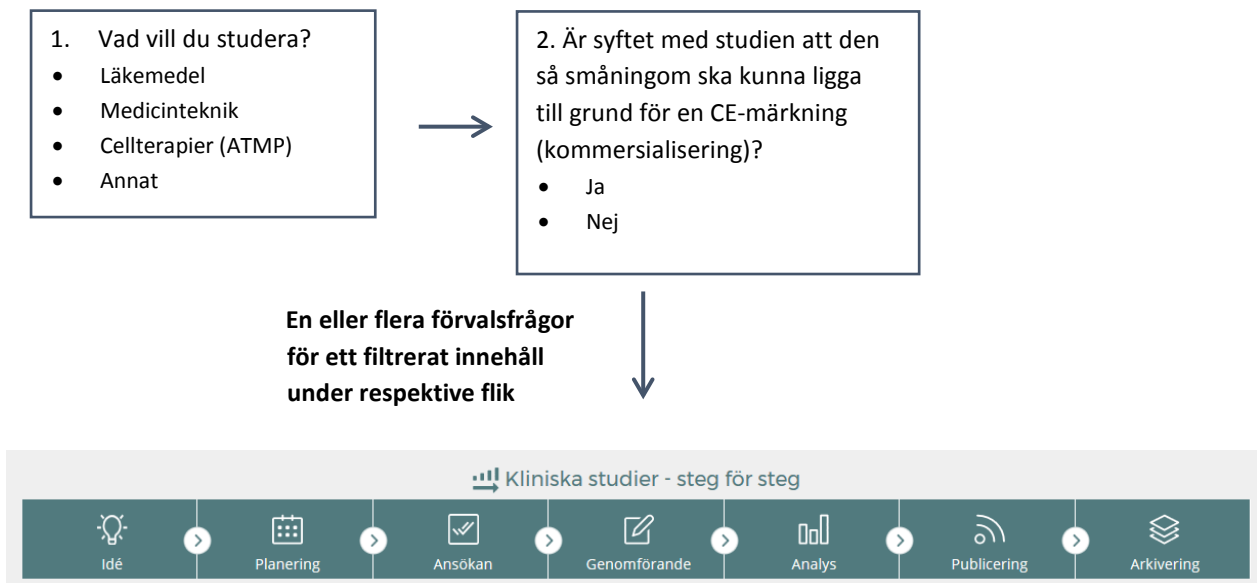 1. Vad vill du studera?
• Läkemedel
• Medicinteknik
• Cellterapier (ATMP)
• Annat
2. Är syftet med studien att den
så småningom ska kunna ligga
till grund för en CE-märkning
(kommersialisering)?
• Ja
• Nej
En eller flera förvalsfrågor
för ett filtrerat innehåll
under respektive flik
Kliniska studier - steg för steg
Idé
Planering
Ansökan
Genomförande
Analys
Publicering
Arkivering